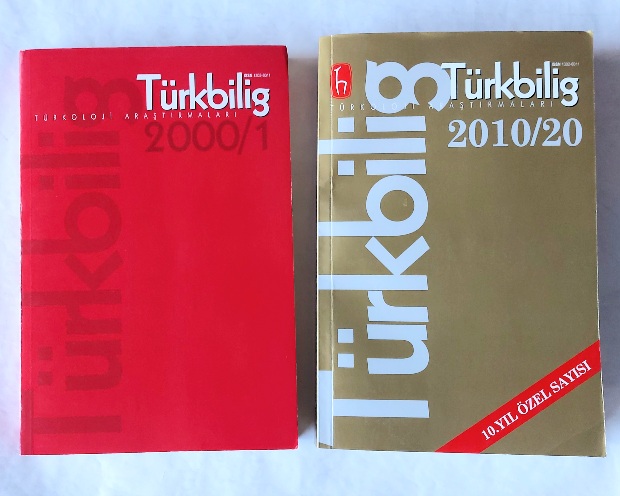 Türkbilig
TÜRKOLOJİ ARAŞTIRMALARI
2000/1
Türkbilig
Türkbilig
TÜRKOLOJİ ARAŞTIRMALARI
2010/20
Türkbilig
10.YIL ÖZEL SAYISI